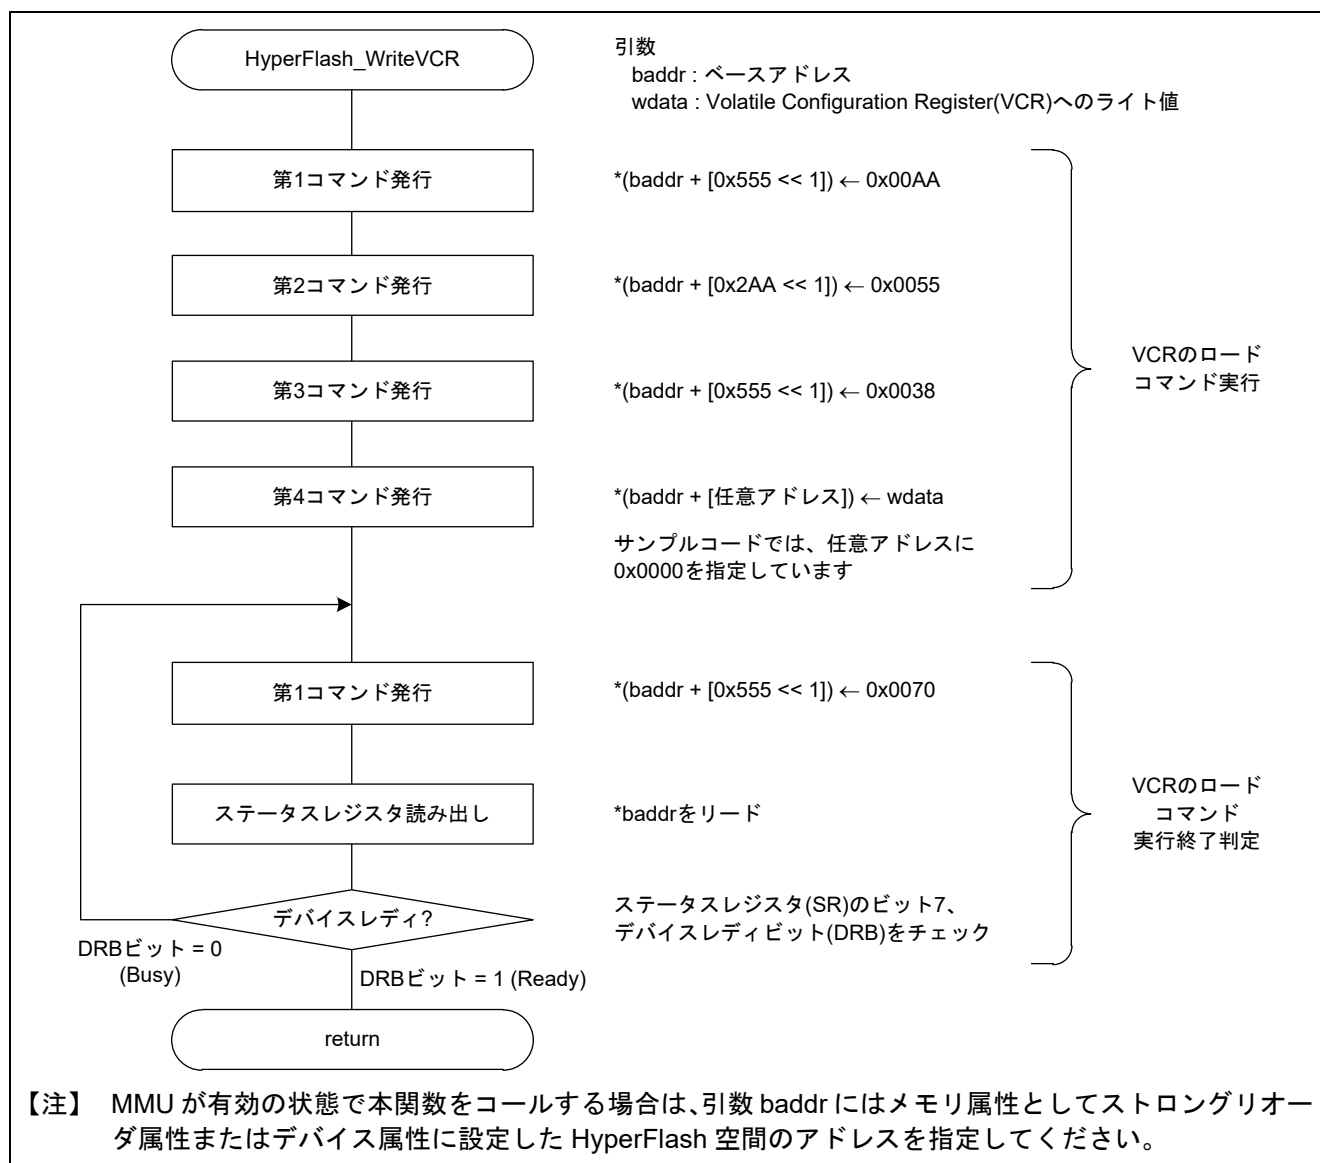 HyperFlash_WriteVCR
引数
baddr : ベースアドレス
wdata : Volatile Configuration Register(VCR)へのライト値
第1コマンド発行
*(baddr + [0x555 << 1]) ← 0x00AA
第2コマンド発行
*(baddr + [0x2AA << 1]) ← 0x0055
VCRのロード
コマンド実行
第3コマンド発行
*(baddr + [0x555 << 1]) ← 0x0038
第4コマンド発行
*(baddr + [任意アドレス]) ← wdata
サンプルコードでは、任意アドレスに
0x0000を指定しています
第1コマンド発行
*(baddr + [0x555 << 1]) ← 0x0070
ステータスレジスタ読み出し
*baddrをリード
VCRのロード
コマンド
実行終了判定
デバイスレディ?
ステータスレジスタ(SR)のビット7、
デバイスレディビット(DRB)をチェック
DRBビット = 0
(Busy)
DRBビット = 1 (Ready)
return
【注】 MMU が有効の状態で本関数をコールする場合は、引数 baddr にはメモリ属性としてストロングリオー
ダ属性またはデバイス属性に設定した HyperFlash 空間のアドレスを指定してください。